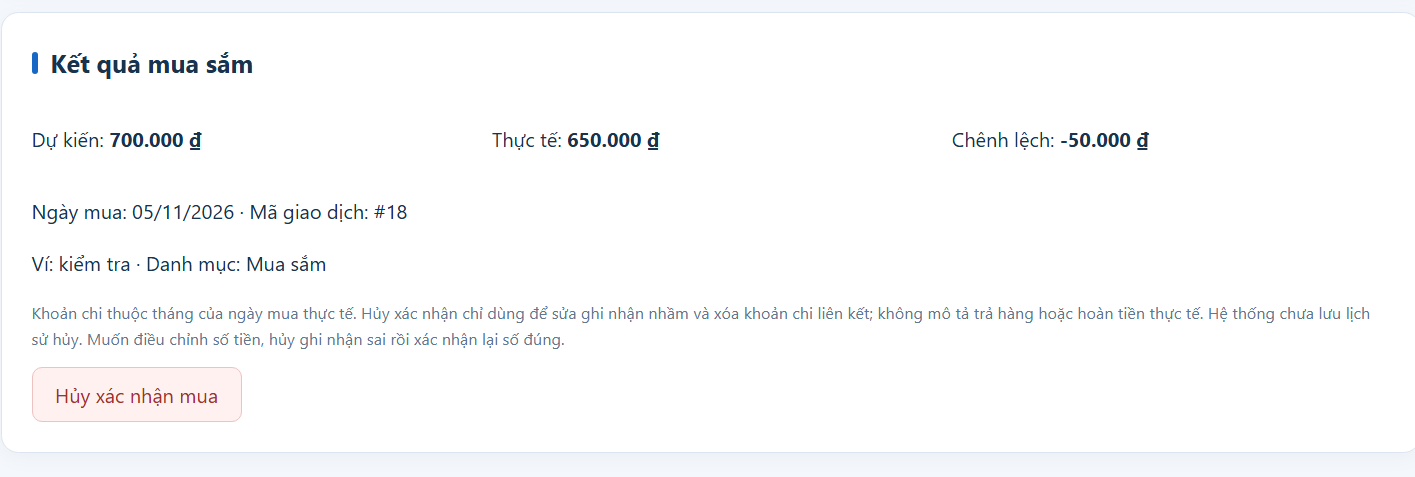 Kết quả mua sắm
Dự kiến: 700.000 ₫ Thực tế: 650.000 ₫ Chênh lệch: -50.000 ₫
Ngày mua: 05/11/2026 · Mã giao dịch: #18
Ví: kiểm tra · Danh mục: Mua sắm
Khoản chi thuộc tháng của ngày mua thực tế. Hủy xác nhận chỉ dùng để sửa ghi nhận nhầm và xóa khoản chi liên kết; không mô tả trả hàng hoặc hoàn tiền thực tế. Hệ thống chưa lưu lịch
sử hủy. Muốn điều chỉnh số tiền, hủy ghi nhận sai rồi xác nhận lại số đúng.
Hủy xác nhận mua